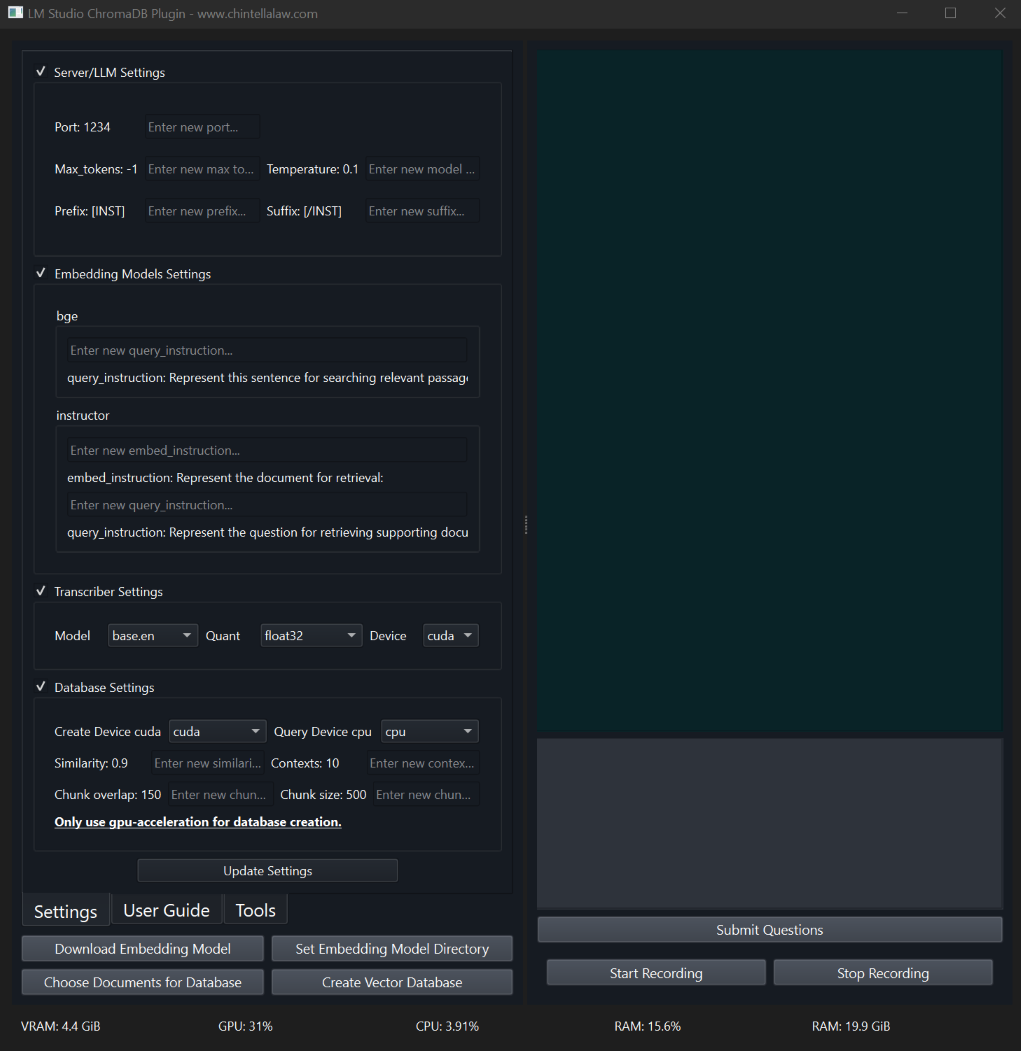 LM Studio ChromaDB Plugin - www.chintellalaw.com
Server/LLM Settings
Port: 1234 Enter new port...
Max_tokens: -1 Enter new max to... Temperature: 0.1 Enter new model ...
Prefix: [INST] Enter new prefix... Suffix: [/INST] Enter new suffix...
Embedding Models Settings
bge
Enter new query_instruction...
query_instruction: Represent this sentence for searching relevant passag
instructor
Enter new embed_instruction...
embed_instruction: Represent the document for retrieval:
Enter new query_instruction...
query_instruction: Represent the question for retrieving supporting docu
Transcriber Settings
Model base.en Quant float32 Device cuda
Database Settings
Create Device cuda cuda Query Device cpu cpu
Similarity: 0.9 Enter new similari... Contexts: 10 Enter new contex...
Chunk overlap: 150 Enter new chun... Chunk size: 500 Enter new chun...
Only use gpu-acceleration for database creation.
Update Settings
Settings User Guide Tools
Download Embedding Model Set Embedding Model Directory
Choose Documents for Database Create Vector Database
Submit Questions
Start Recording Stop Recording
VRAM: 4.4 GiB GPU: 31% CPU: 3.91% RAM: 15.6% RAM: 19.9 GiB